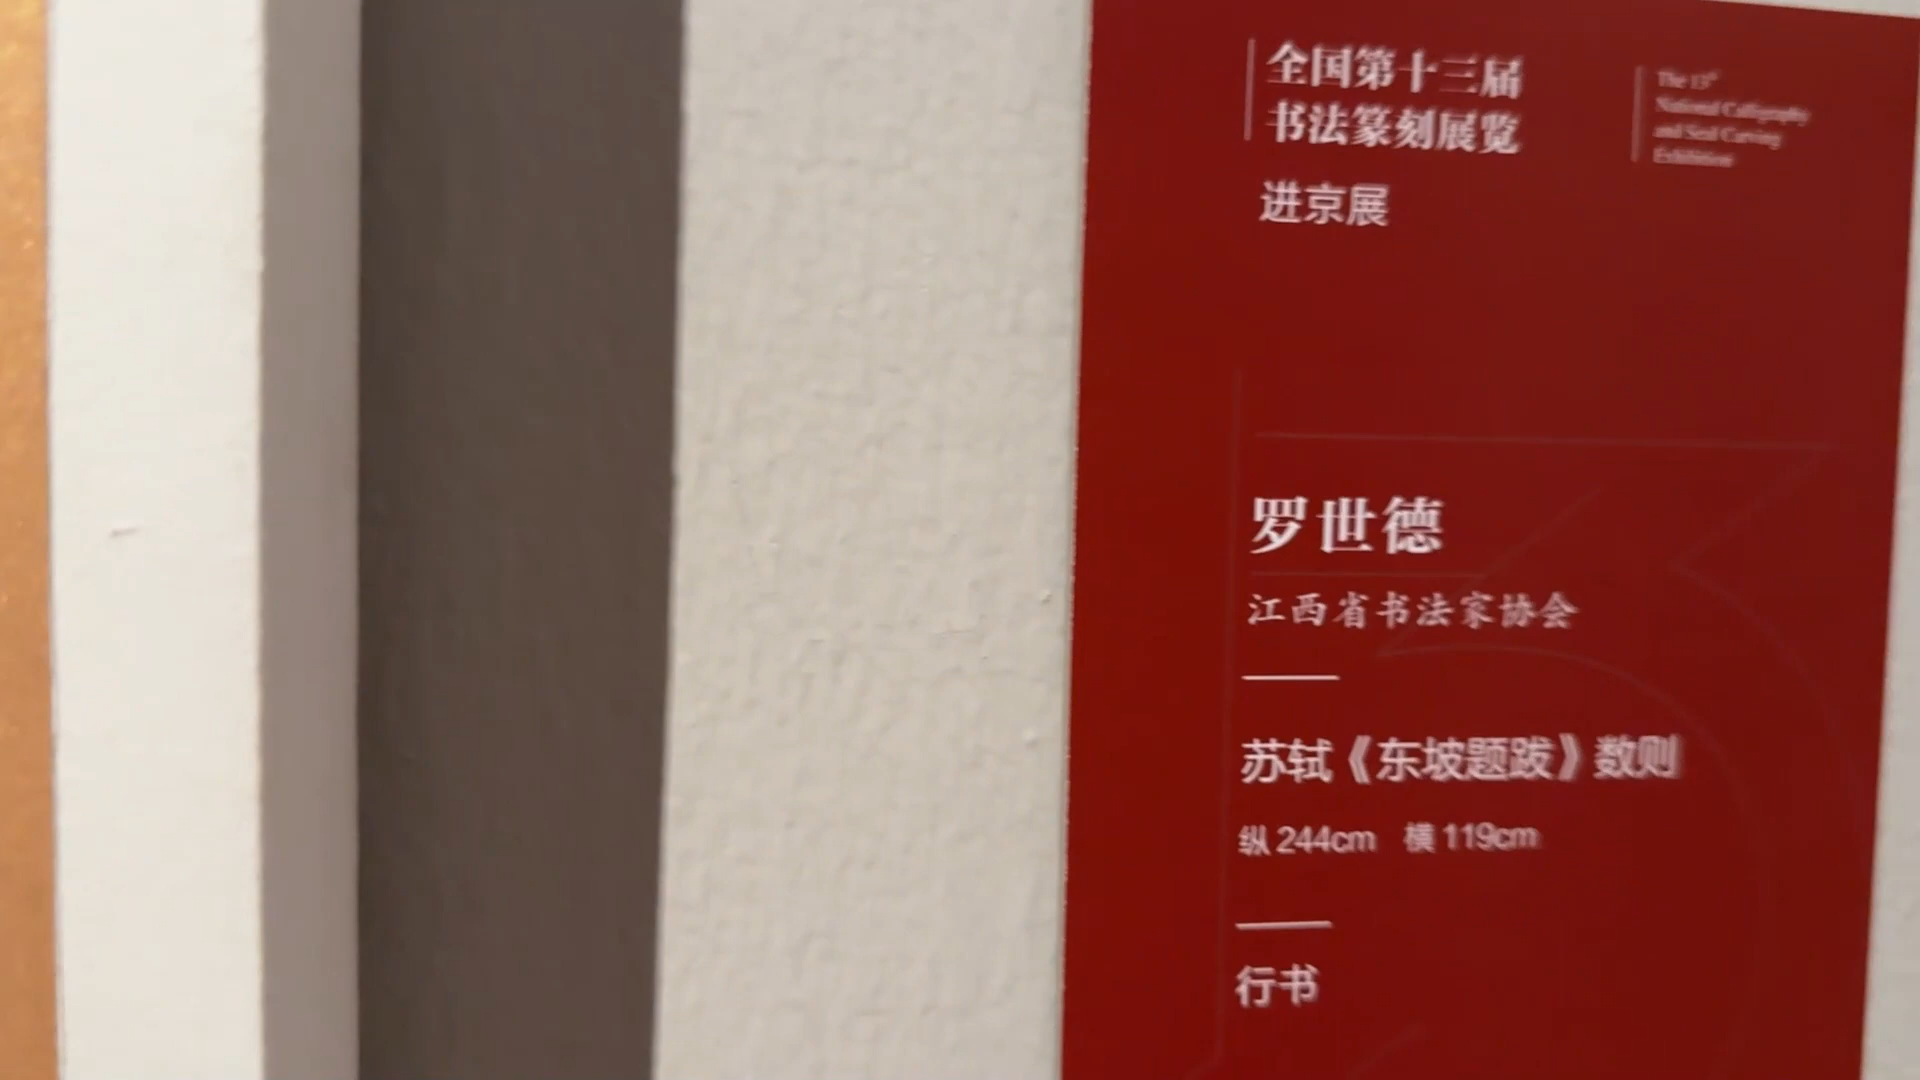 全国第十三届
书法篆刻展览
The 13th
National Calligraphy
and Seal Carving
Exhibition
进京展
罗世德
江西省书法家协会
苏轼《东坡题跋》数则
纵 244cm 横 119cm
行书